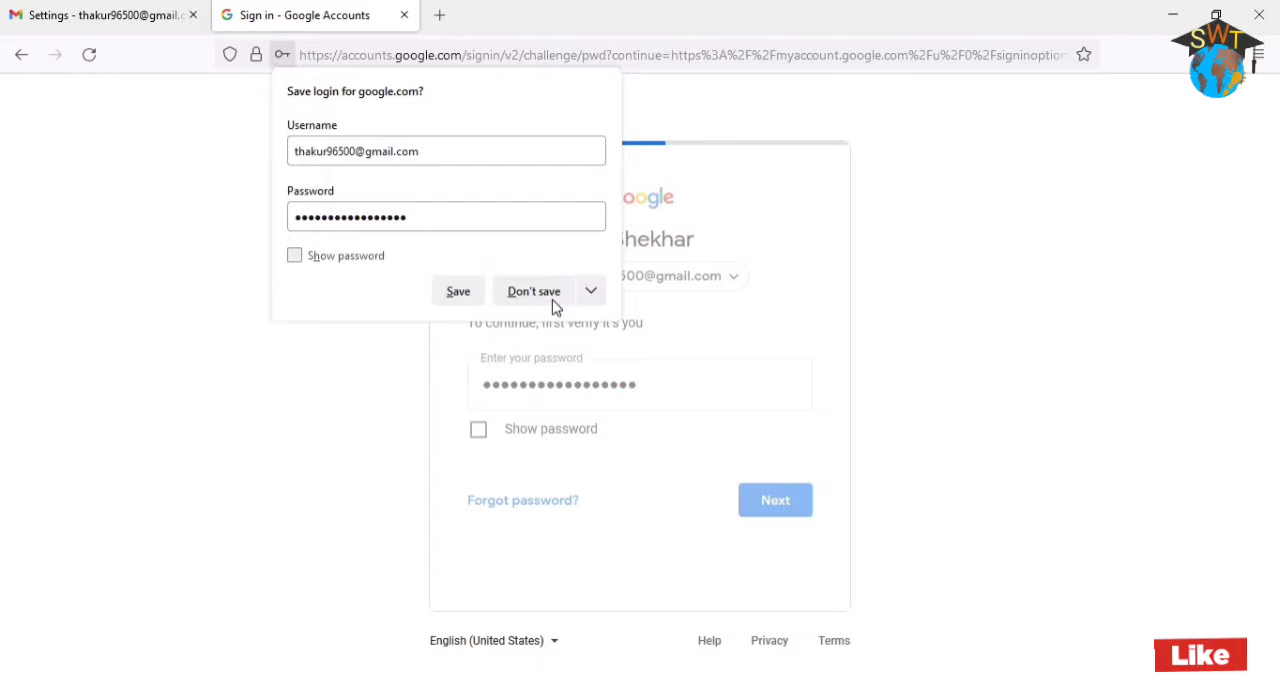 Settings - thakur96500@gmail.c
Sign in - Google Accounts
https://accounts.google.com/signin/v2/challenge/pwd?continue=https%3A%2F%2Fmyaccount.google.com%2Fu%2F0%2Fsigninoption
SWT
Save login for google.com?
Username
thakur96500@gmail.com
Password
•••••••••••••••••
Show password
Save
Don't save
oogle
Shekhar
500@gmail.com
To continue, first verify it's you
Enter your password
•••••••••••••••••
Show password
Forgot password?
Next
English (United States)
Help
Privacy
Terms
Like